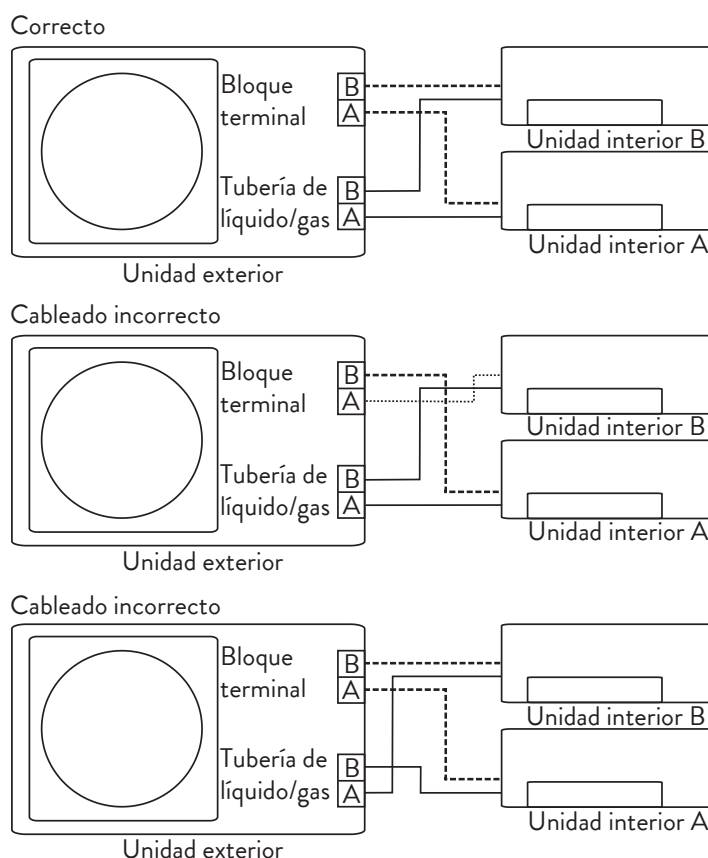 Correcto
Bloque
terminal
B
A
Tubería de
líquido/gas
B
A
Unidad exterior
Unidad interior B
Unidad interior A
Cableado incorrecto
Bloque
terminal
B
A
Tubería de
líquido/gas
B
A
Unidad exterior
Unidad interior B
Unidad interior A
Cableado incorrecto
Bloque
terminal
B
A
Tubería de
líquido/gas
B
A
Unidad exterior
Unidad interior B
Unidad interior A